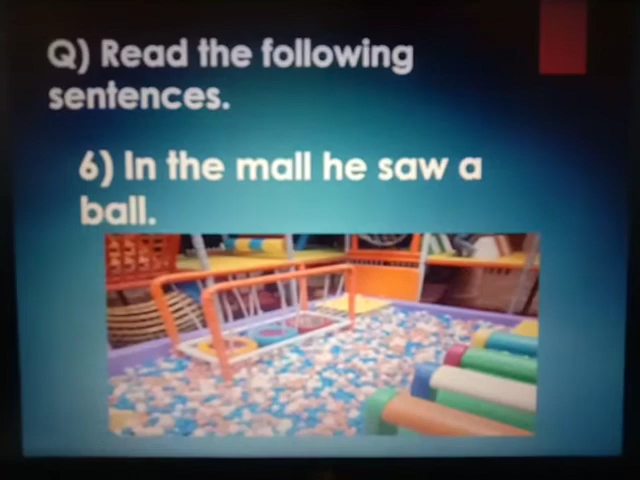 Q) Read the following
sentences.
6) In the mall he saw a
ball.